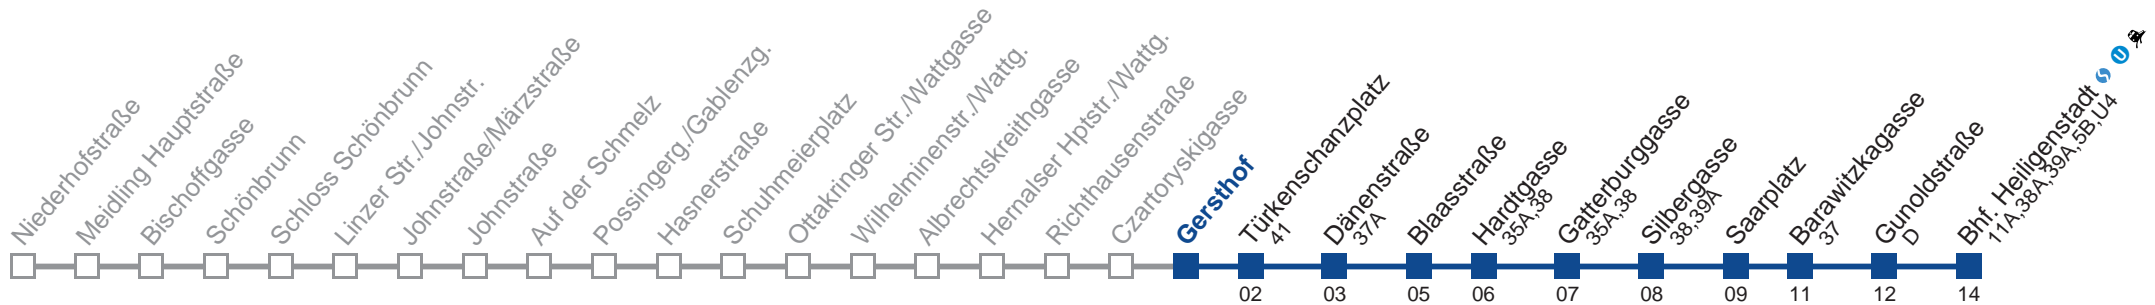 Niederhofstraße
Meidling Hauptstraße
Bischoffgasse
Schönbrunn
Schloss Schönbrunn
Linzer Str./Johnstr.
Johnstraße/Märzstraße
Johnstraße
Auf der Schmelz
Possingerg./Gablenzg.
Hasnerstraße
Schuhmeierplatz
Ottakringer Str./Wattgasse
Wilhelminenstr./Wattg.
Albrechtskreithgasse
Hernalser Hptstr./Wattg.
Richthausenstraße
Czartoryskigasse
Gersthof
Türkenschanzplatz
41
02
Dänenstraße
37A
03
Blaasstraße
05
Hardtgasse
35A,38
06
Gatterburggasse
35A,38
07
Silbergasse
38,39A
08
Saarplatz
09
Barawitzkagasse
37
11
Gunoldstraße
D
12
Bhf. Heiligenstadt S U
11A,38A,39A,5B,U4
14